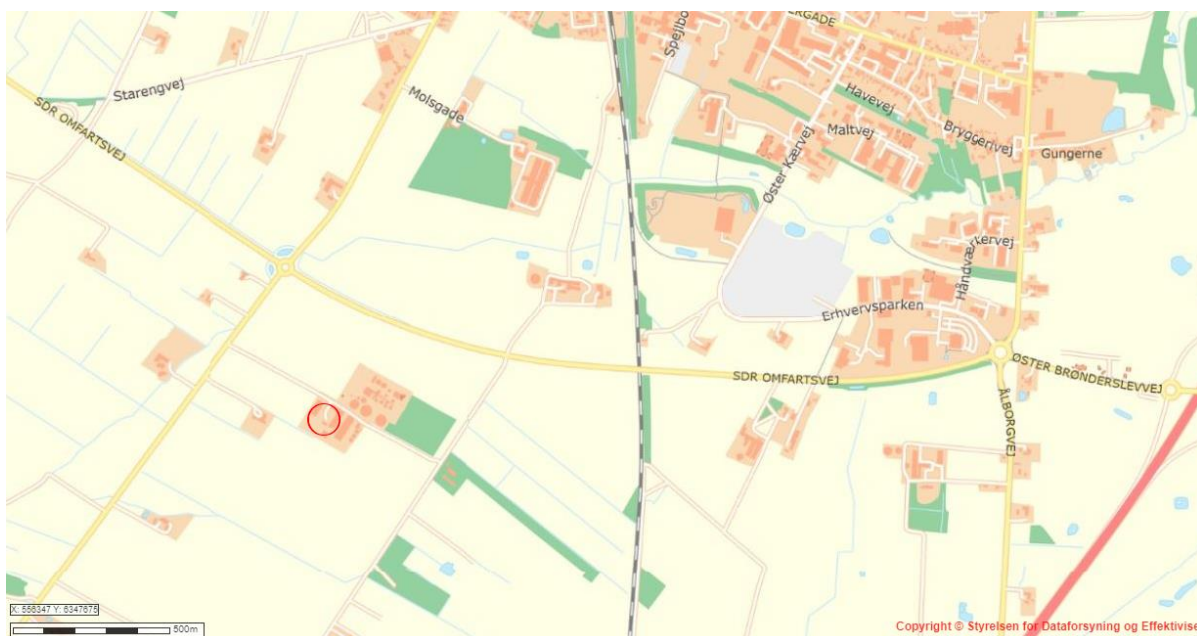 ERGADE
Spejlbo
Starengvej
Molsgade
Havevej
SDR OMFARTSVEJ
Maltvej
Bryggerivej
Gungerne
Øster Kærvej
Håndværkervej
Erhvervsparken
ØSTER BRØNDERSLEVVEJ
SDR OMFARTSVEJ
ÅLBORGVEJ
X: 556347 Y: 6347675
500m
Copyright © Styrelsen for Dataforsyning og Effektivise